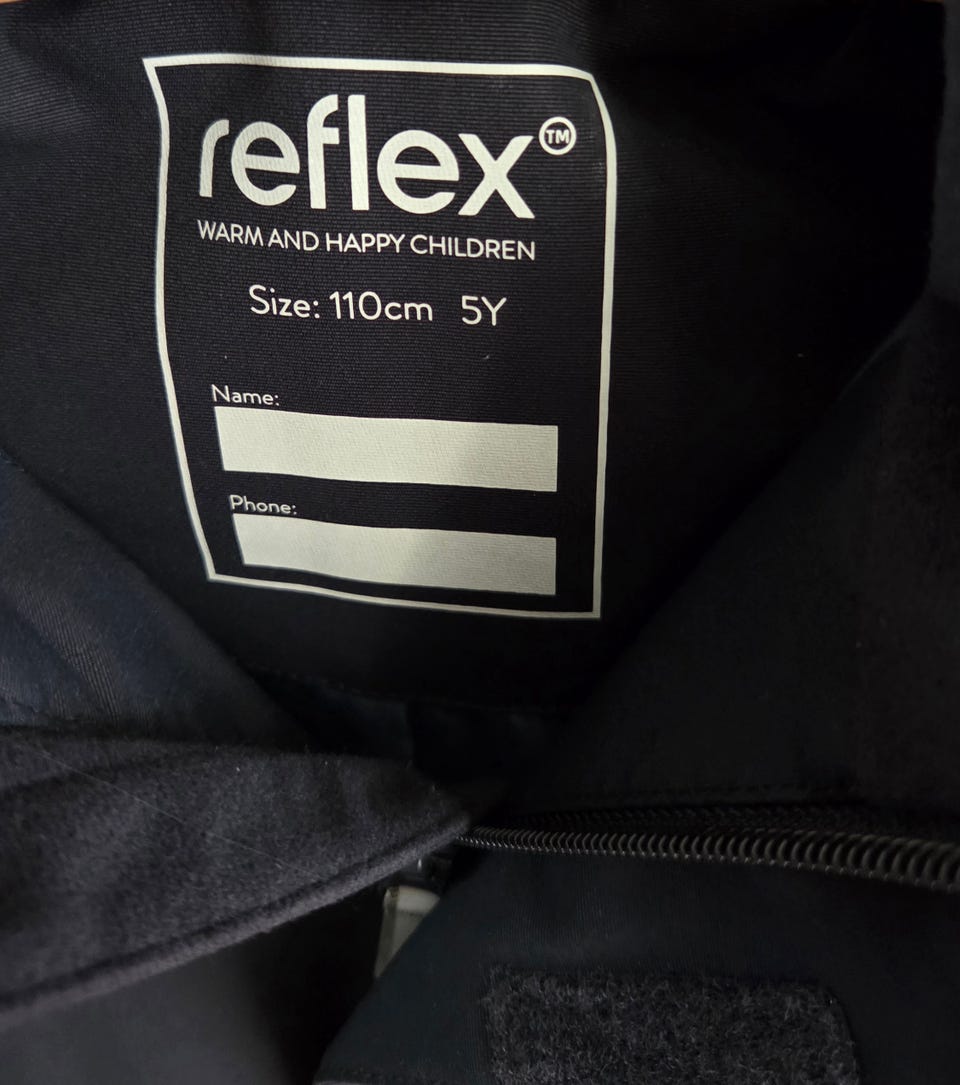 reflex™
WARM AND HAPPY CHILDREN
Size: 110cm 5Y
Name:
Phone: